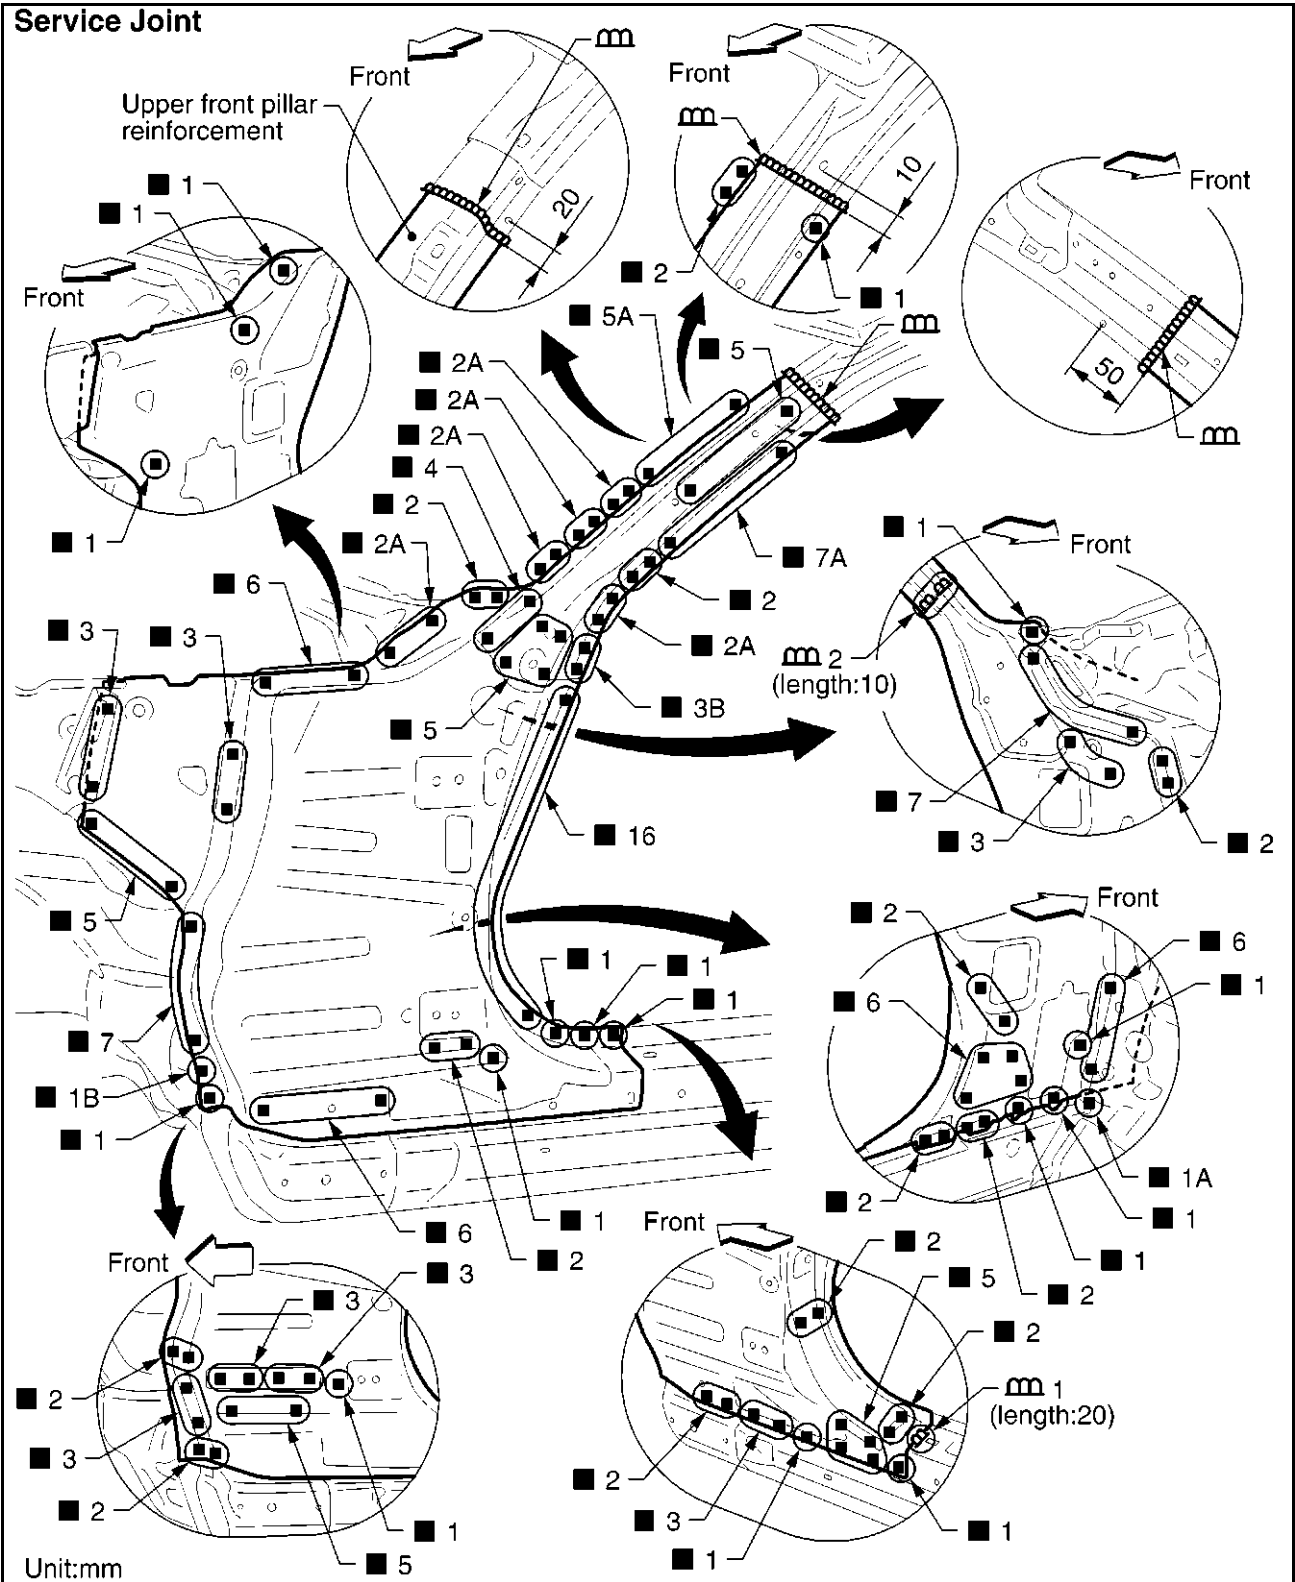 Service Joint
Front
Front
Upper front pillar
reinforcement
■ 1
■ 1
20
10
Front
Front
■ 2
■ 1
■ 5A
■ 5
50
■ 2A
■ 2A
■ 2A
■ 4
■ 2
■ 1
■ 2A
■ 1
Front
■ 7A
■ 6
■ 2
■ 3
■ 3
■ 2A
2
(length:10)
■ 3B
■ 5
■ 7
■ 16
■ 3
■ 2
Front
■ 2
■ 5
■ 6
■ 1
■ 1
■ 1
■ 1
■ 6
■ 7
■ 1B
■ 1
■ 1A
■ 2
■ 1
■ 1
■ 6
■ 2
Front
■ 2
■ 1
Front
■ 3
■ 5
■ 2
■ 3
■ 2
1
(length:20)
■ 2
■ 3
■ 2
■ 2
■ 3
■ 1
■ 1
■ 1
■ 5
Unit:mm